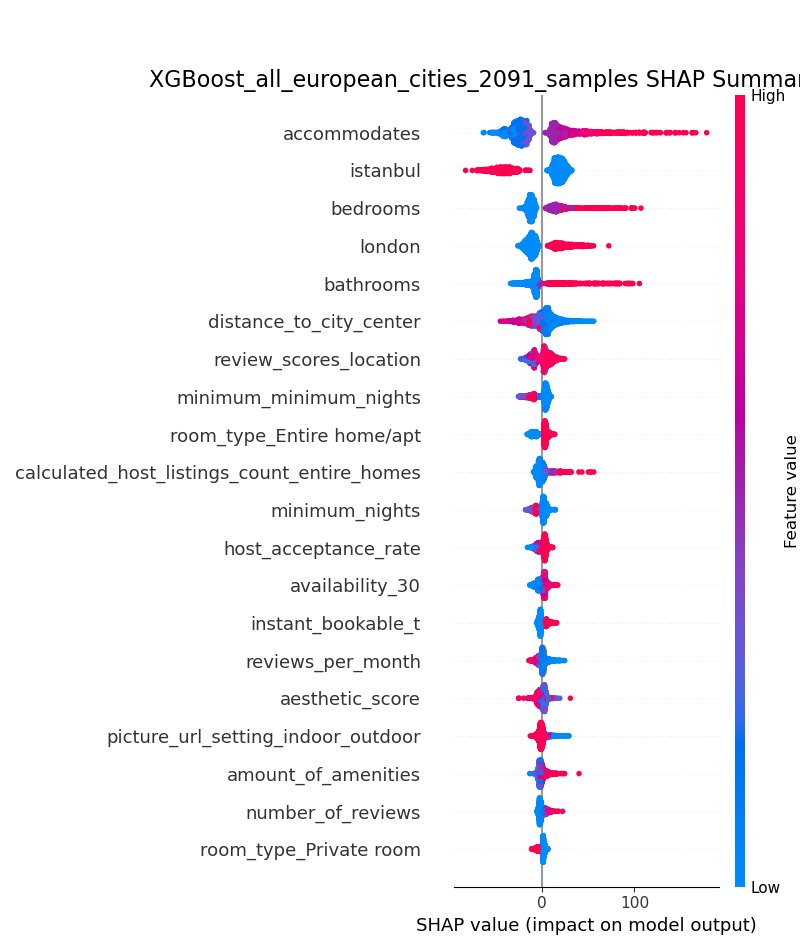 XGBoost_all_european_cities_2091_samples SHAP Summar
High
accommodates
istanbul
bedrooms
london
bathrooms
distance_to_city_center
review_scores_location
minimum_minimum_nights
room_type_Entire home/apt
calculated_host_listings_count_entire_homes
minimum_nights
host_acceptance_rate
availability_30
instant_bookable_t
reviews_per_month
aesthetic_score
picture_url_setting_indoor_outdoor
amount_of_amenities
number_of_reviews
room_type_Private room
Feature value
Low
0 100
SHAP value (impact on model output)